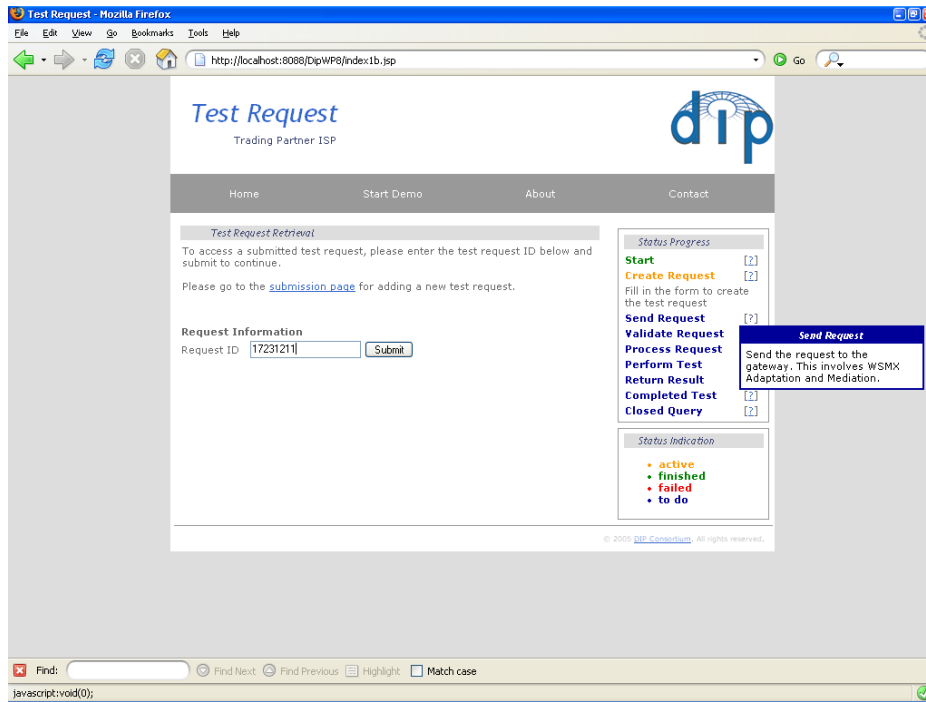 Test Request - Mozilla Firefox
File Edit View Go Bookmarks Tools Help
http://localhost:8088/DipWP8/index1b.jsp
Go
Test Request
Trading Partner ISP
dip
Home Start Demo About Contact
Test Request Retrieval
To access a submitted test request, please enter the test request ID below and
submit to continue.
Please go to the submission page for adding a new test request.
Request Information
Request ID 17231211 Submit
Status Progress
Start [?]
Create Request [?]
Fill in the form to create
the test request
Send Request [?]
Validate Request
Process Request
Perform Test
Return Result
Completed Test [?]
Closed Query [?]
Send Request
Send the request to the
gateway. This involves WSMX
Adaptation and Mediation.
Status Indication
• active
• finished
• failed
• to do
© 2005 DIP Consortium. All rights reserved.
Find: Find Next Find Previous Highlight Match case
javascript:void(0);